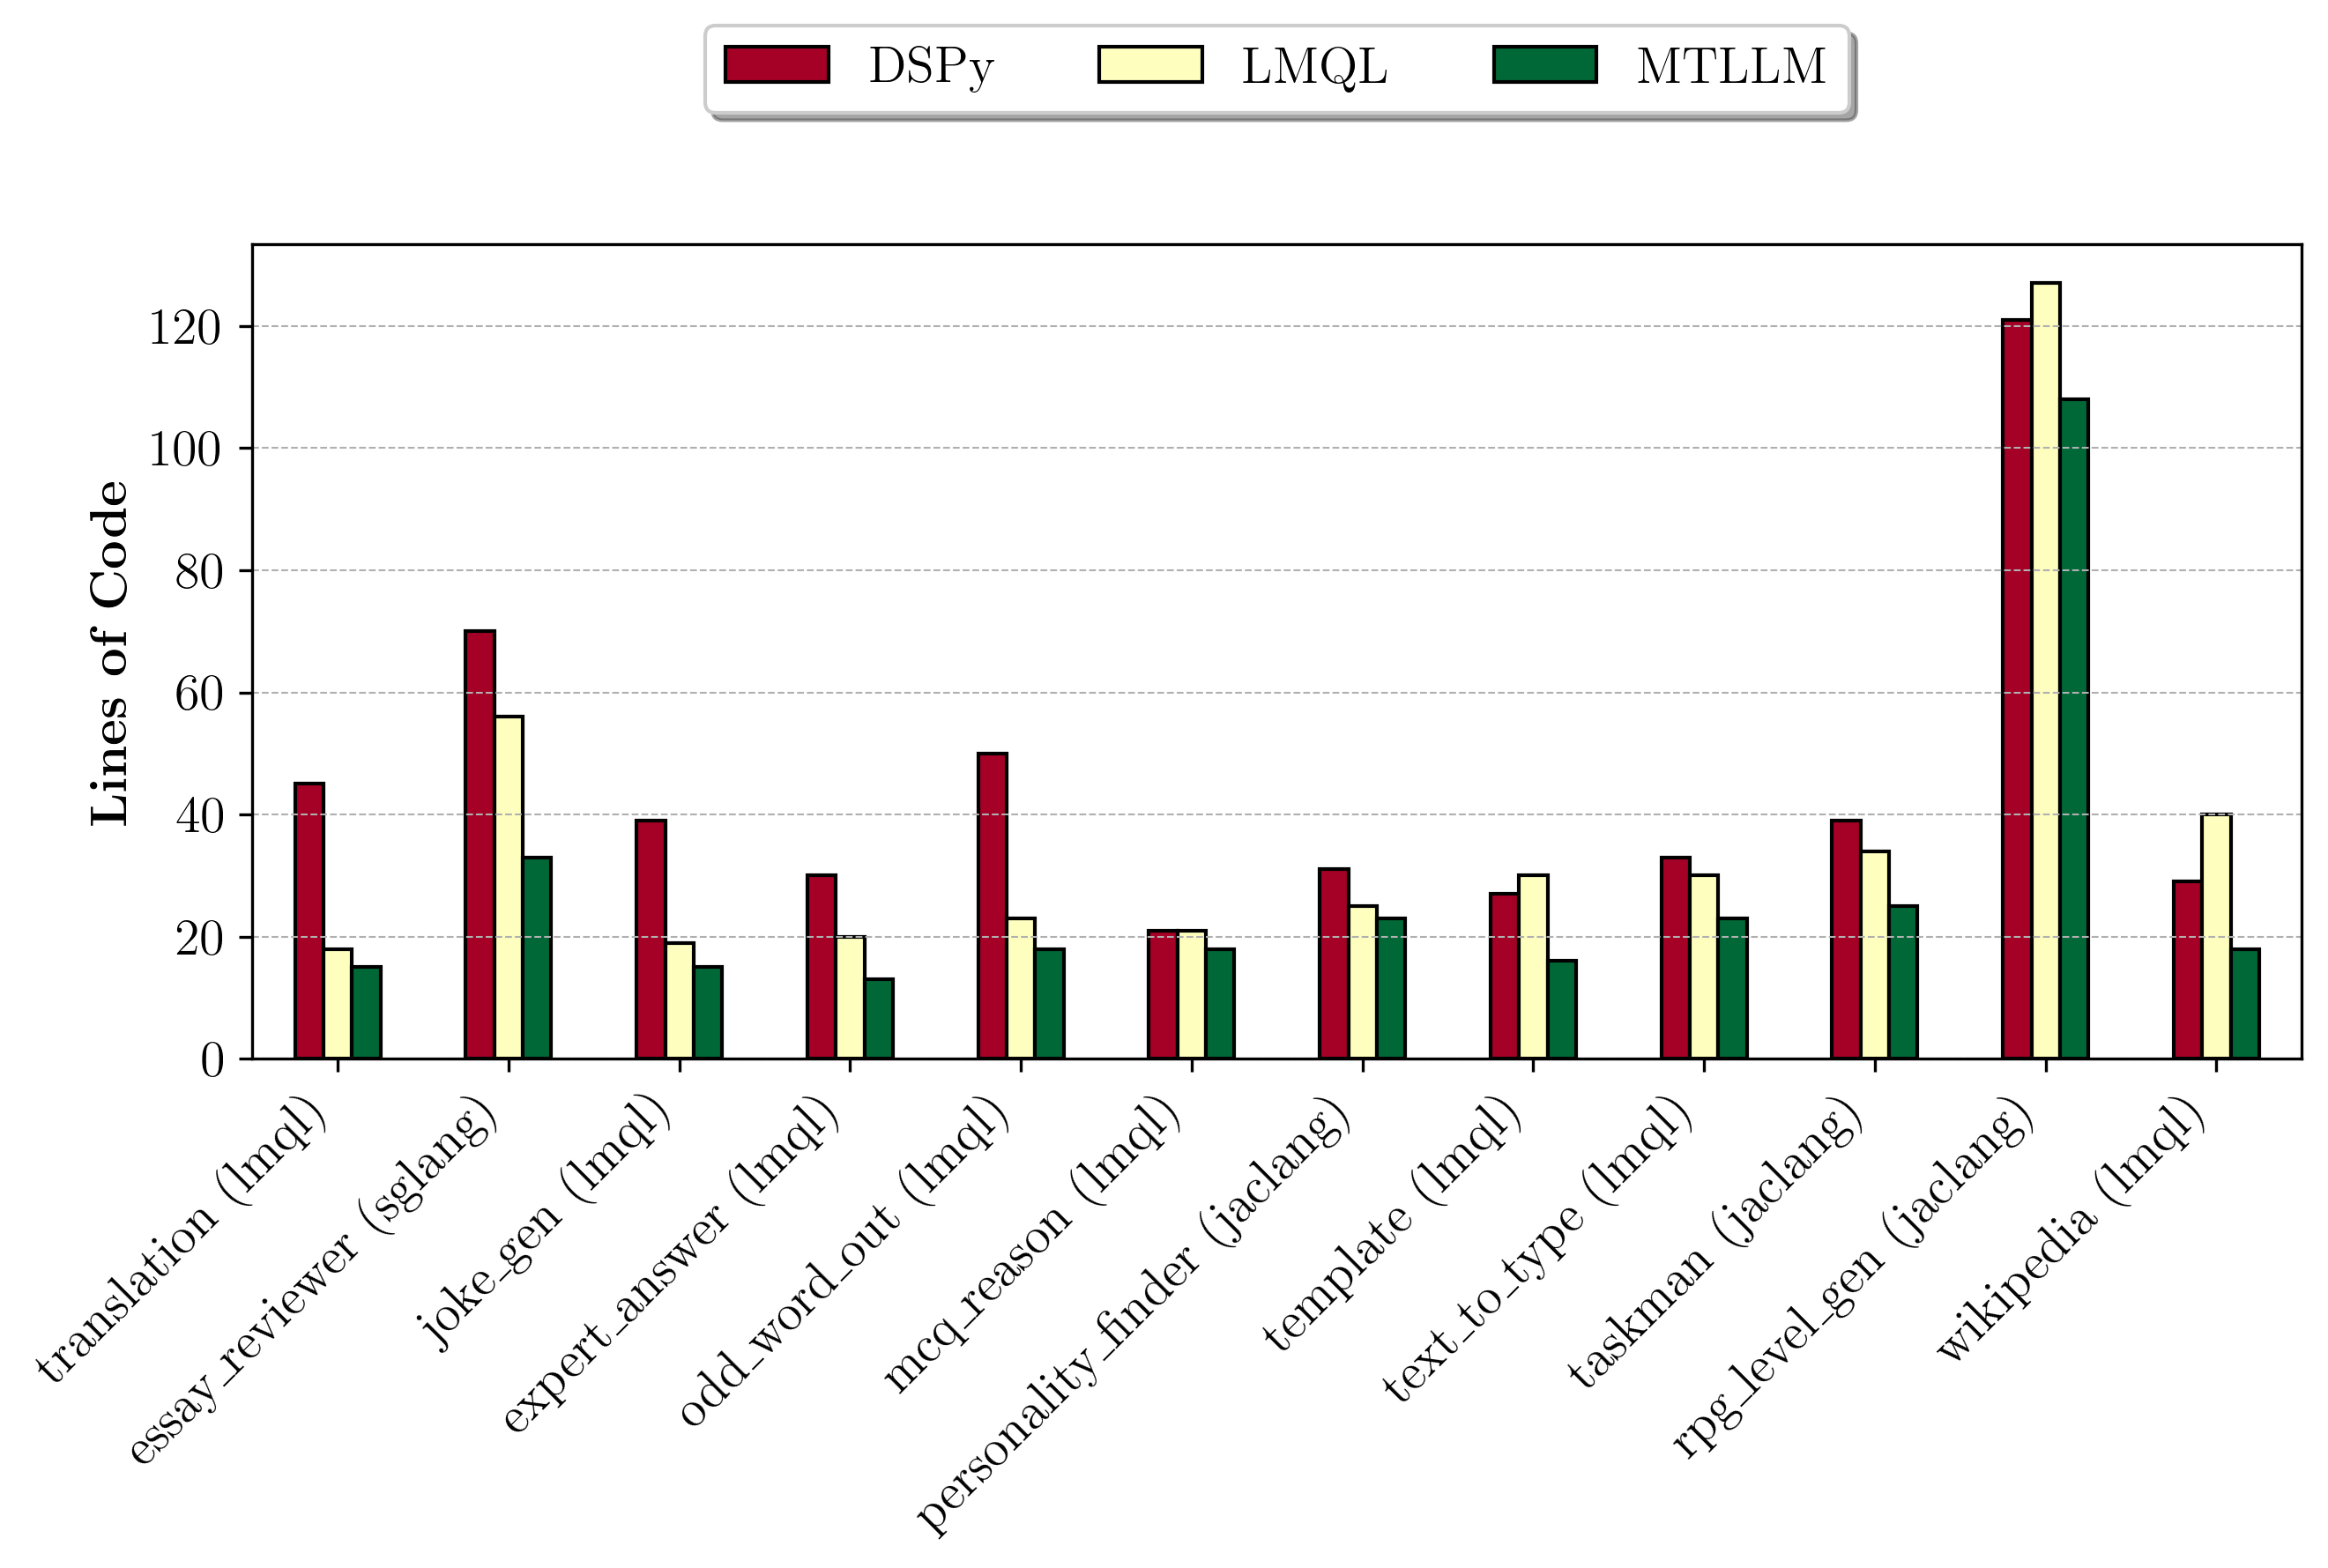 DSPy LMQL MTLLM
Lines of Code
120
100
80
60
40
20
0
translation (lmql)
essay_reviewer (sglang)
joke_gen (lmql)
expert_answer (lmql)
odd_word_out (lmql)
mcq_reason (lmql)
personality_finder (jaclang)
template (lmql)
text_to_type (lmql)
taskman (jaclang)
rpg_level_gen (jaclang)
wikipedia (lmql)